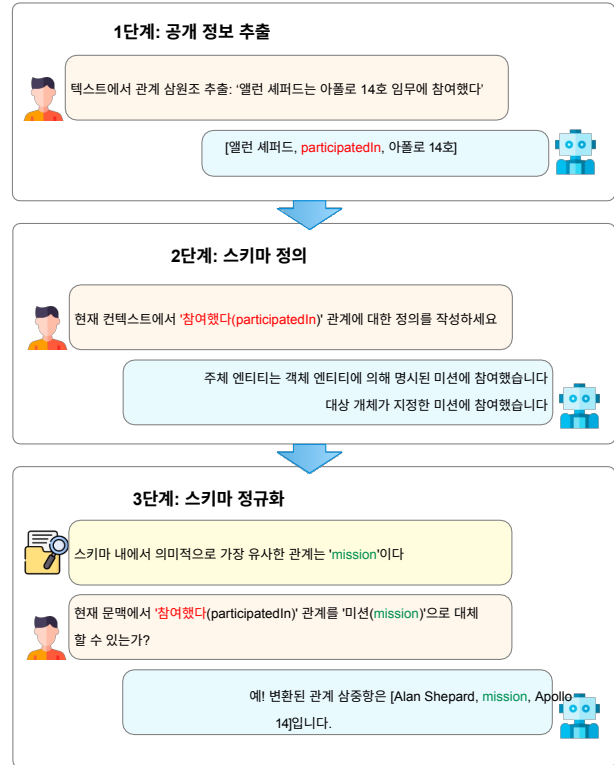 1단계: 공개 정보 추출
텍스트에서 관계 삼원조 추출: ‘앨런 셰퍼드는 아폴로 14호 임무에 참여했다’
[앨런 셰퍼드, participatedIn, 아폴로 14호]
2단계: 스키마 정의
현재 컨텍스트에서 '참여했다(participatedIn)' 관계에 대한 정의를 작성하세요
주체 엔티티는 객체 엔티티에 의해 명시된 미션에 참여했습니다
대상 개체가 지정한 미션에 참여했습니다
3단계: 스키마 정규화
스키마 내에서 의미적으로 가장 유사한 관계는 'mission'이다
현재 문맥에서 '참여했다(participatedIn)' 관계를 '미션(mission)'으로 대체
할 수 있는가?
예! 변환된 관계 삼중항은 [Alan Shepard, mission, Apollo
14]입니다.